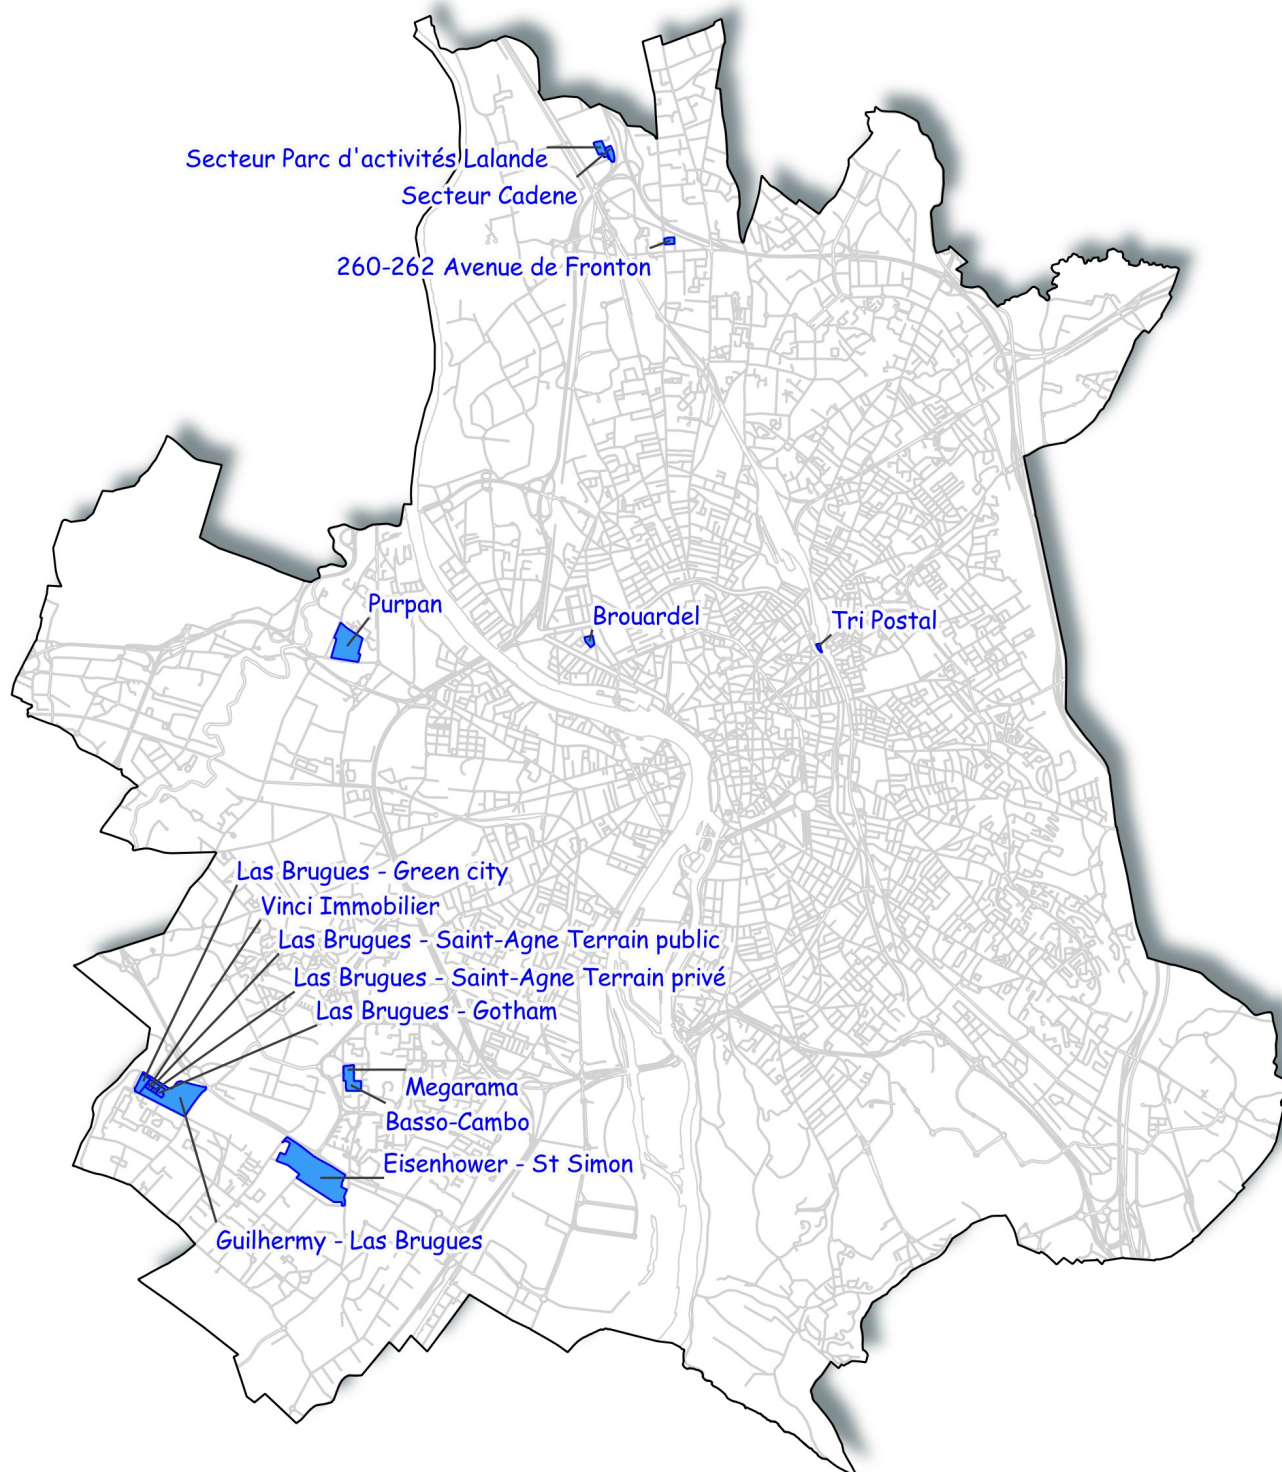 Secteur Parc d'activités Lalande
Secteur Cadene
260-262 Avenue de Fronton
Purpan
Brouardel
Tri Postal
Las Brugues - Green city
Vinci Immobilier
Las Brugues - Saint-Agne Terrain public
Las Brugues - Saint-Agne Terrain privé
Las Brugues - Gotham
Megarama
Basso-Cambo
Eisenhower - St Simon
Guilhermy - Las Brugues